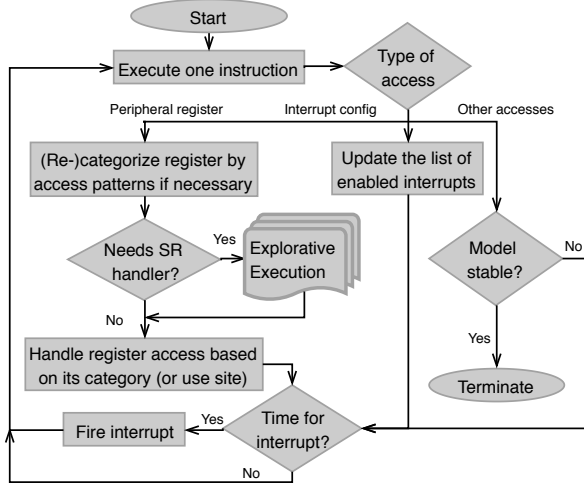 Start
Execute one instruction
Type of
access
Peripheral register
Interrupt config
Other accesses
(Re-)categorize register by
access patterns if necessary
Update the list of
enabled interrupts
Needs SR
handler?
Yes
Explorative
Execution
Model
stable?
No
No
Yes
Handle register access based
on its category (or use site)
Terminate
Fire interrupt
Yes
Time for
interrupt?
No